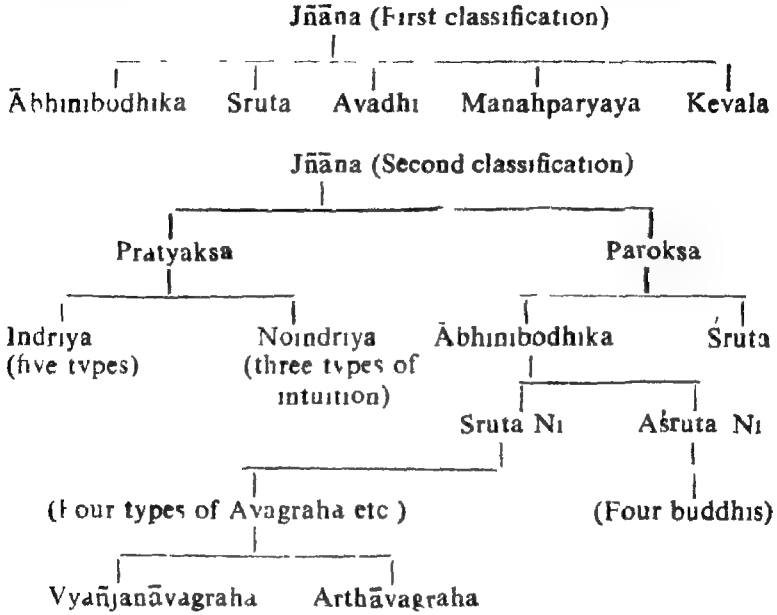 Jñāna (First classification)
Ābhinibodhika Sruta Avadhi Manahparyaya Kevala
Jñāna (Second classification)
Pratyaksa Paroksa
Indriya Noindriya Ābhinibodhika Śruta
(five types) (three types of
intuition)
Sruta Ni Aśruta Ni
(Four types of Avagraha etc ) (Four buddhis)
Vyañjanāvagraha Arthāvagraha